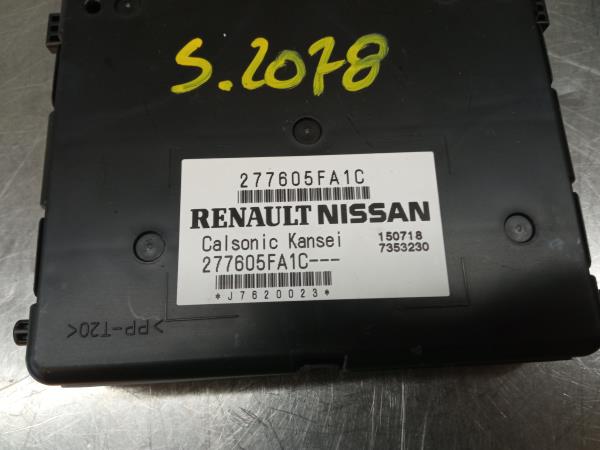 S.2078
277605FA1C
RENAULT NISSAN
Calsonic Kansei 150718
277605FA1C--- 7353230
*J7620023*
>PP-T20<